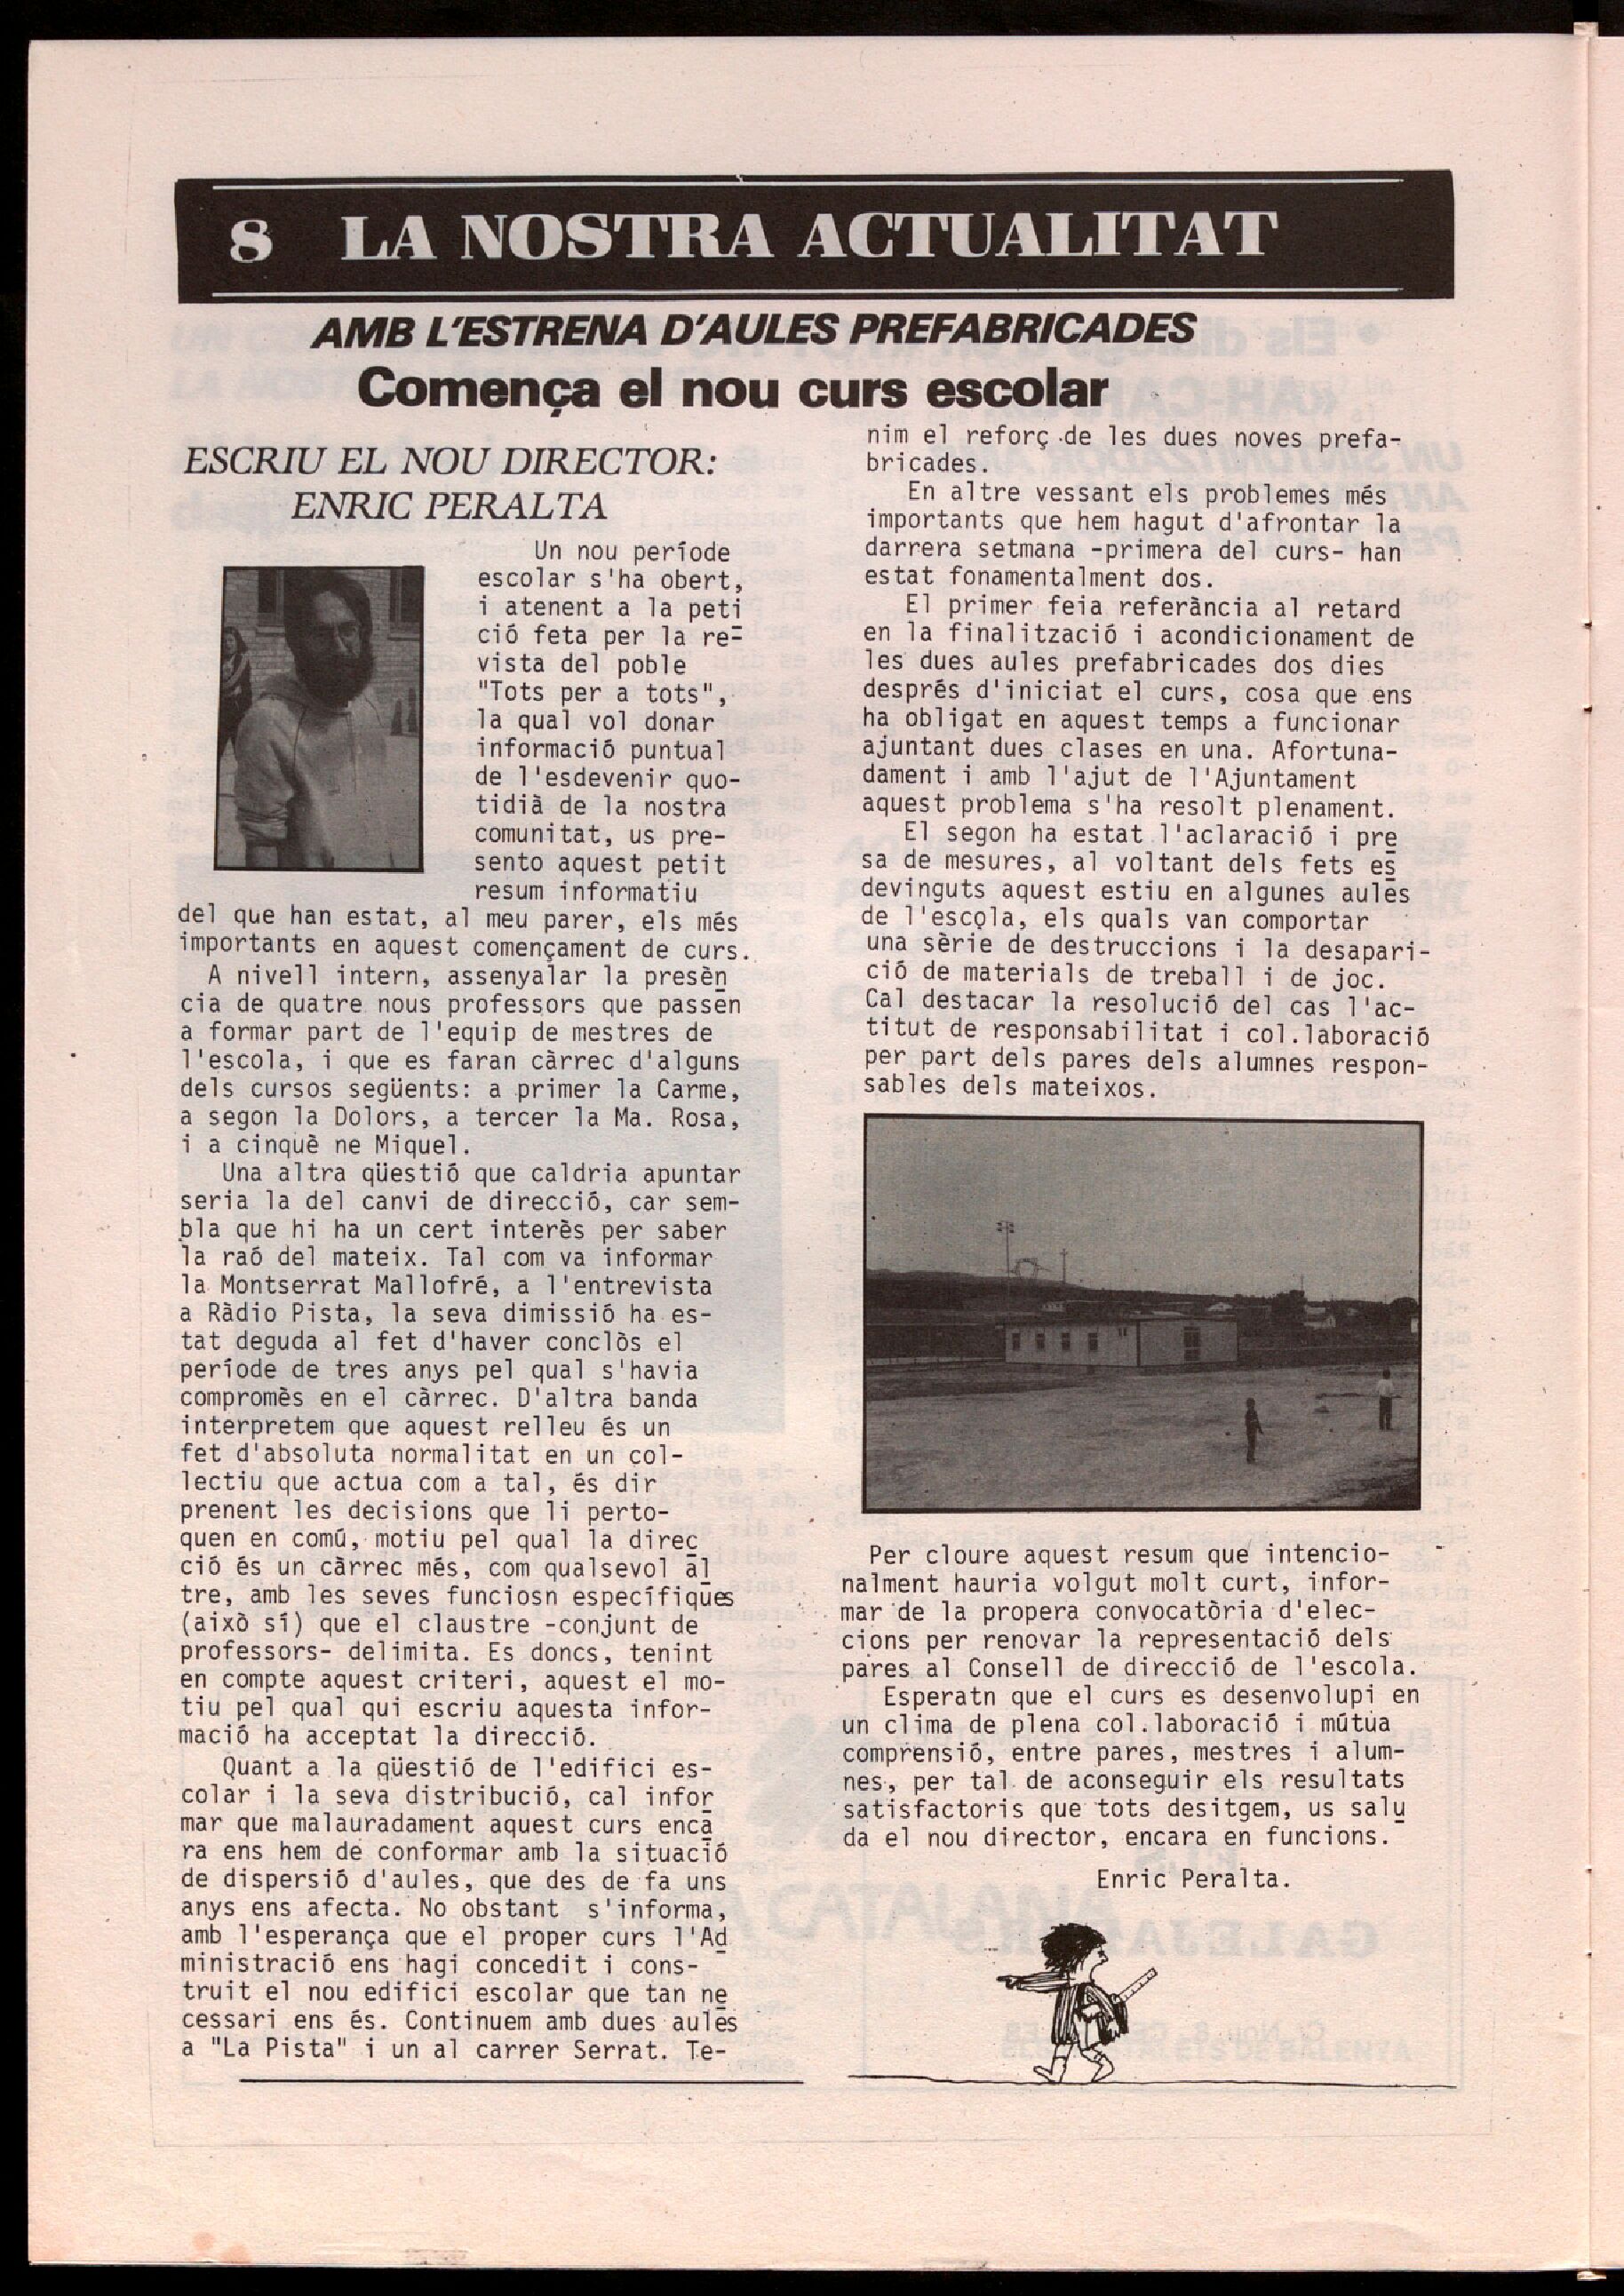 8 LA NOSTRA ACTUALITAT
AMB L'ESTRENA D'AULES PREFABRICADES
Comença el nou curs escolar
ESCRIU EL NOU DIRECTOR:
ENRIC PERALTA
Un nou període
escolar s'ha obert,
i atenent a la peti
ció feta per la re-
vista del poble
"Tots per a tots",
la qual vol donar
informació puntual
de l'esdevenir quo-
tidià de la nostra
comunitat, us pre-
sento aquest petit
resum informatiu
del que han estat, al meu parer, els més
importants en aquest començament de curs.
A nivell intern, assenyalar la presèn
cia de quatre nous professors que passen
a formar part de l'equip de mestres de
l'escola, i que es faran càrrec d'alguns
dels cursos següents: a primer la Carme,
a segon la Dolors, a tercer la Ma. Rosa,
i a cinquè ne Miquel.
Una altra qüestió que caldria apuntar
seria la del canvi de direcció, car sem-
bla que hi ha un cert interès per saber
la raó del mateix. Tal com va informar
la Montserrat Mallofré, a l'entrevista
a Ràdio Pista, la seva dimissió ha es-
tat deguda al fet d'haver conclòs el
període de tres anys pel qual s'havia
compromès en el càrrec. D'altra banda
interpretem que aquest relleu és un
fet d'absoluta normalitat en un col-
lectiu que actua com a tal, és dir
prenent les decisions que li perto-
quen en comú, motiu pel qual la direc
ció és un càrrec més, com qualsevol al
tre, amb les seves funciosn específiques
(això sí) que el claustre -conjunt de
professors- delimita. Es doncs, tenint
en compte aquest criteri, aquest el mo-
tiu pel qual qui escriu aquesta infor-
mació ha acceptat la direcció.
Quant a la qüestió de l'edifici es-
colar i la seva distribució, cal infor
mar que malauradament aquest curs enca
ra ens hem de conformar amb la situació
de dispersió d'aules, que des de fa uns
anys ens afecta. No obstant s'informa,
amb l'esperança que el proper curs l'Ad
ministració ens hagi concedit i cons-
truit el nou edifici escolar que tan ne
cessari ens és. Continuem amb dues aules
a "La Pista" i un al carrer Serrat. Te-
nim el reforç de les dues noves prefa-
bricades.
En altre vessant els problemes més
importants que hem hagut d'afrontar la
darrera setmana -primera del curs- han
estat fonamentalment dos.
El primer feia referància al retard
en la finalització i acondicionament de
les dues aules prefabricades dos dies
després d'iniciat el curs, cosa que ens
ha obligat en aquest temps a funcionar
ajuntant dues clases en una. Afortuna-
dament i amb l'ajut de l'Ajuntament
aquest problema s'ha resolt plenament.
El segon ha estat l'aclaració i pre
sa de mesures, al voltant dels fets es
devinguts aquest estiu en algunes aules
de l'escola, els quals van comportar
una sèrie de destruccions i la desapari-
ció de materials de treball i de joc.
Cal destacar la resolució del cas l'ac-
titut de responsabilitat i col.laboració
per part dels pares dels alumnes respon-
sables dels mateixos.
Per cloure aquest resum que intencio-
nalment hauria volgut molt curt, infor-
mar de la propera convocatòria d'elec-
cions per renovar la representació dels
pares al Consell de direcció de l'escola.
Esperatn que el curs es desenvolupi en
un clima de plena col.laboració i mútua
comprensió, entre pares, mestres i alum-
nes, per tal de aconseguir els resultats
satisfactoris que tots desitgem, us salu
da el nou director, encara en funcions.
Enric Peralta.